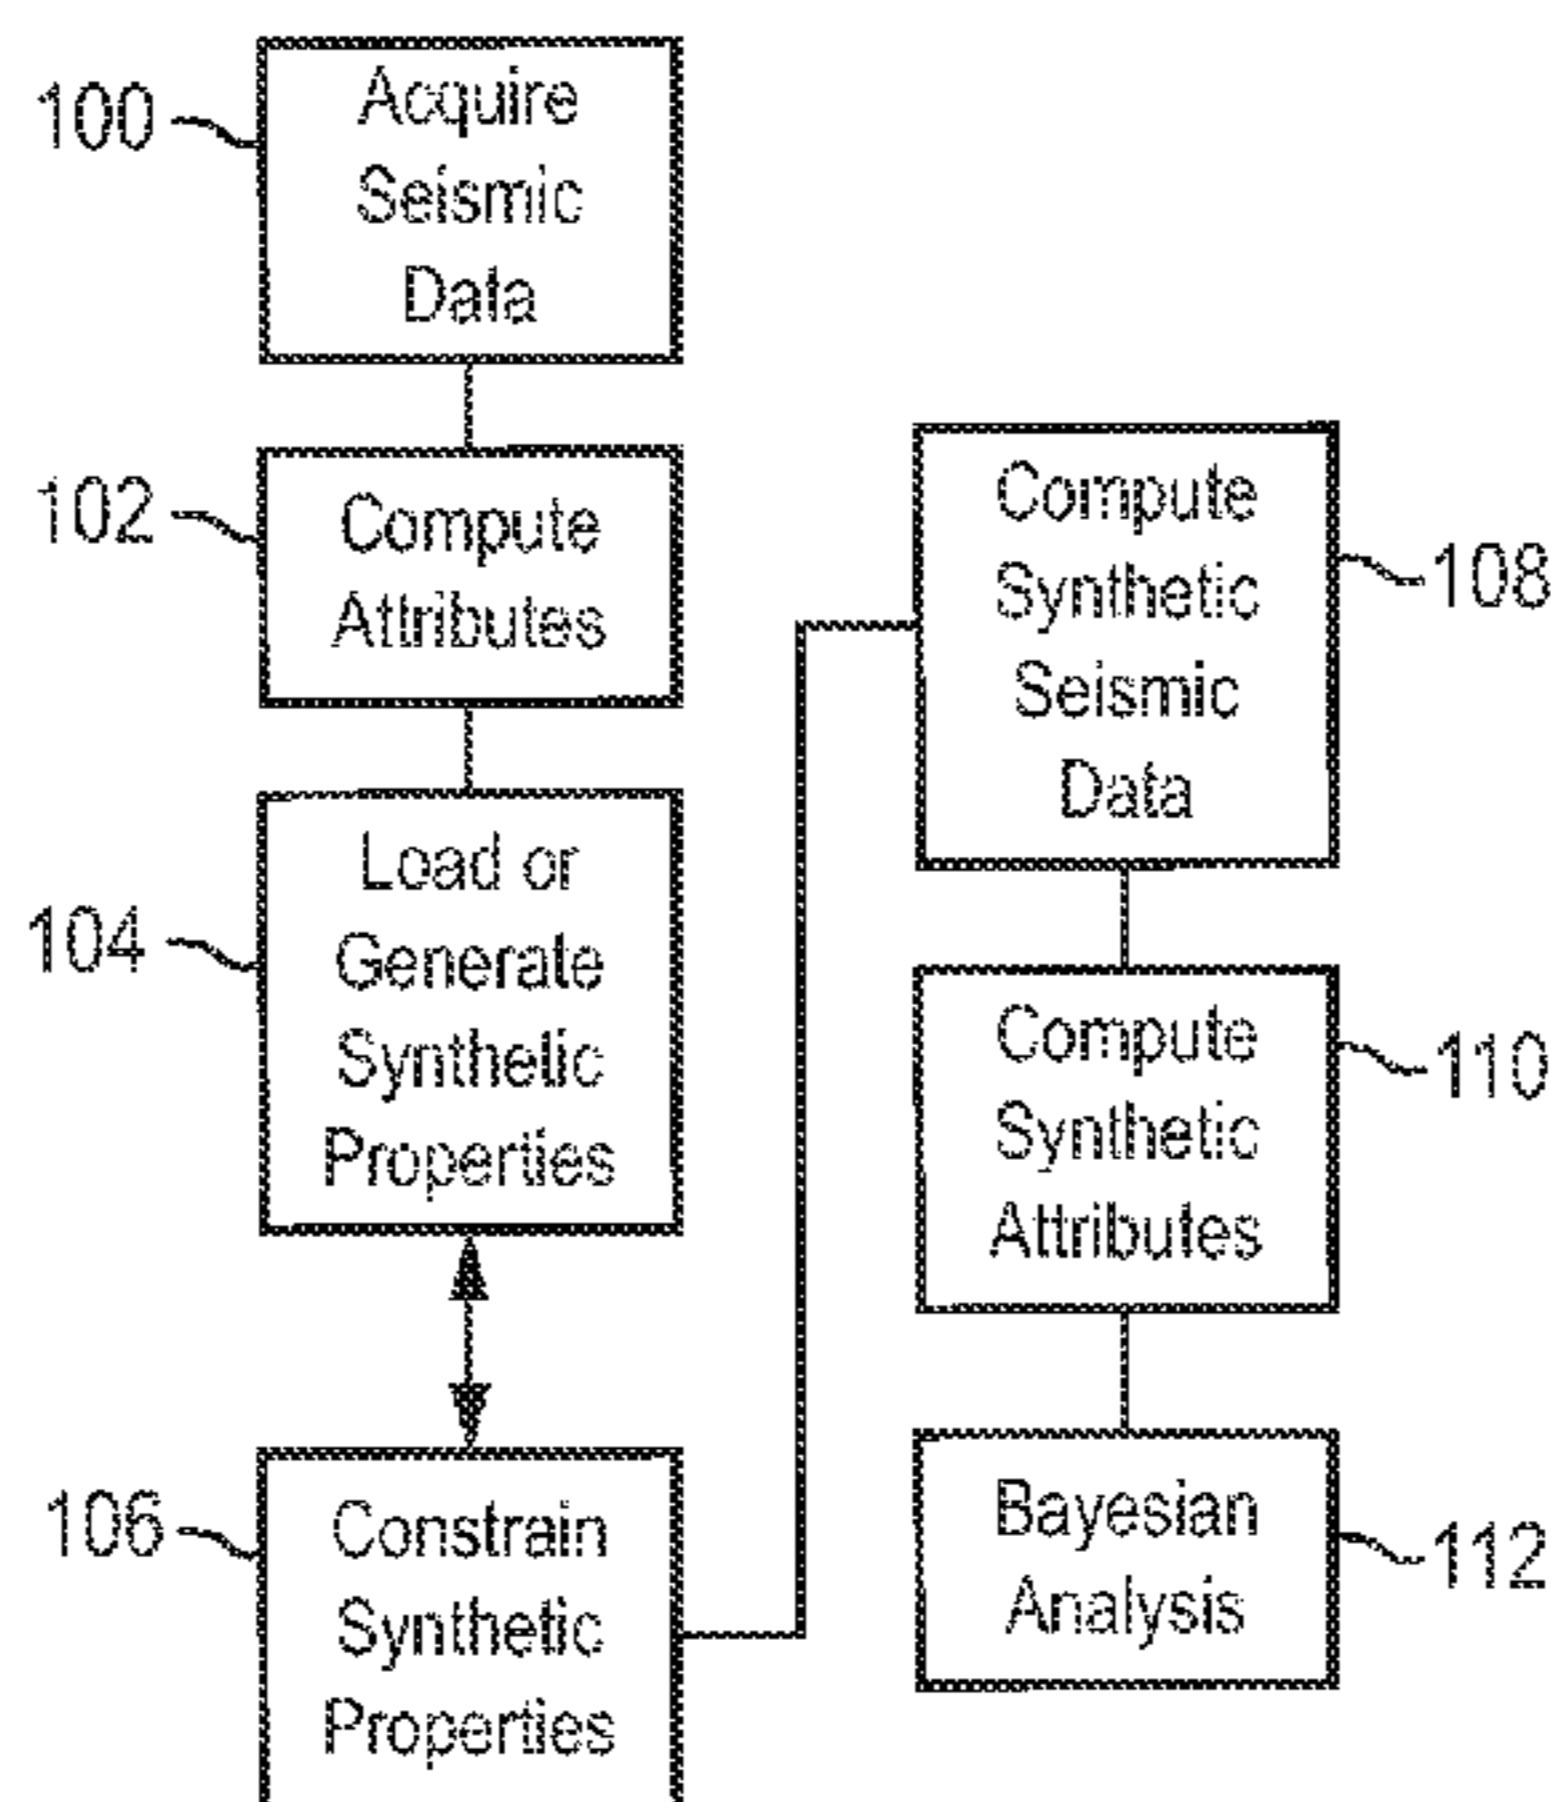 100
Acquire
Seismic
Data
102
Compute
Attributes
104
Load or
Generate
Synthetic
Properties
106
Constrain
Synthetic
Properties
Compute
Synthetic
Seismic
Data
108
Compute
Synthetic
Attributes
110
Bayesian
Analysis
112